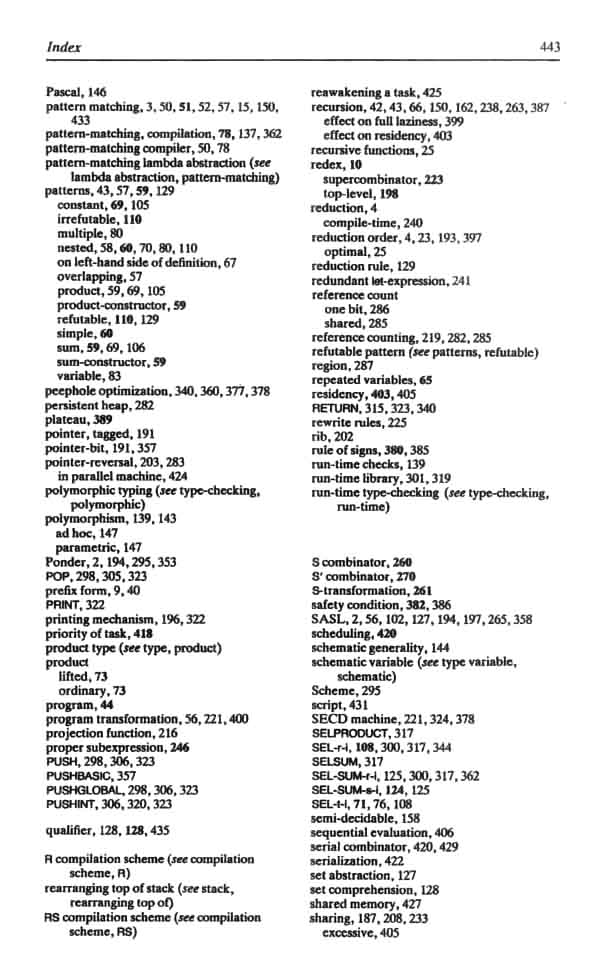 Index 443
Pascal, 146
pattern matching, 3, 50, 51, 52, 57, 15, 150,
433
pattern-matching, compilation, 78, 137, 362
pattern-matching compiler, 50, 78
pattern-matching lambda abstraction (see
lambda abstraction, pattern-matching)
patterns, 43, 57, 59, 129
constant, 69, 105
irrefutable, 110
multiple, 80
nested, 58, 60, 70, 80, 110
on left-hand side of definition, 67
overlapping, 57
product, 59, 69, 105
product-constructor, 59
refutable, 110, 129
simple, 60
sum, 59, 69, 106
sum-constructor, 59
variable, 83
peephole optimization, 340, 360, 377, 378
persistent heap, 282
plateau, 389
pointer, tagged, 191
pointer-bit, 191, 357
pointer-reversal, 203, 283
in parallel machine, 424
polymorphic typing (see type-checking,
polymorphic)
polymorphism, 139, 143
ad hoc, 147
parametric, 147
Ponder, 2, 194, 295, 353
POP, 298, 305, 323
prefix form, 9, 40
PRINT, 322
printing mechanism, 196, 322
priority of task, 418
product type (see type, product)
product
lifted, 73
ordinary, 73
program, 44
program transformation, 56, 221, 400
projection function, 216
proper subexpression, 246
PUSH, 298, 306, 323
PUSHBASIC, 357
PUSHGLOBAL, 298, 306, 323
PUSHINT, 306, 320, 323
qualifier, 128, 128, 435
R compilation scheme (see compilation
scheme, R)
rearranging top of stack (see stack,
rearranging top of)
RS compilation scheme (see compilation
scheme, RS)
reawakening a task, 425
recursion, 42, 43, 66, 150, 162, 238, 263, 387
effect on full laziness, 399
effect on residency, 403
recursive functions, 25
redex, 10
supercombinator, 223
top-level, 198
reduction, 4
compile-time, 240
reduction order, 4, 23, 193, 397
optimal, 25
reduction rule, 129
redundant let-expression, 241
reference count
one bit, 286
shared, 285
reference counting, 219, 282, 285
refutable pattern (see patterns, refutable)
region, 287
repeated variables, 65
residency, 403, 405
RETURN, 315, 323, 340
rewrite rules, 225
rib, 202
rule of signs, 380, 385
run-time checks, 139
run-time library, 301, 319
run-time type-checking (see type-checking,
run-time)
S combinator, 260
S' combinator, 270
S-transformation, 261
safety condition, 382, 386
SASL, 2, 56, 102, 127, 194, 197, 265, 358
scheduling, 420
schematic generality, 144
schematic variable (see type variable,
schematic)
Scheme, 295
script, 431
SECD machine, 221, 324, 378
SELPRODUCT, 317
SEL-r-i, 108, 300, 317, 344
SELSUM, 317
SEL-SUM-r-i, 125, 300, 317, 362
SEL-SUM-s-i, 124, 125
SEL-t-i, 71, 76, 108
semi-decidable, 158
sequential evaluation, 406
serial combinator, 420, 429
serialization, 422
set abstraction, 127
set comprehension, 128
shared memory, 427
sharing, 187, 208, 233
excessive, 405